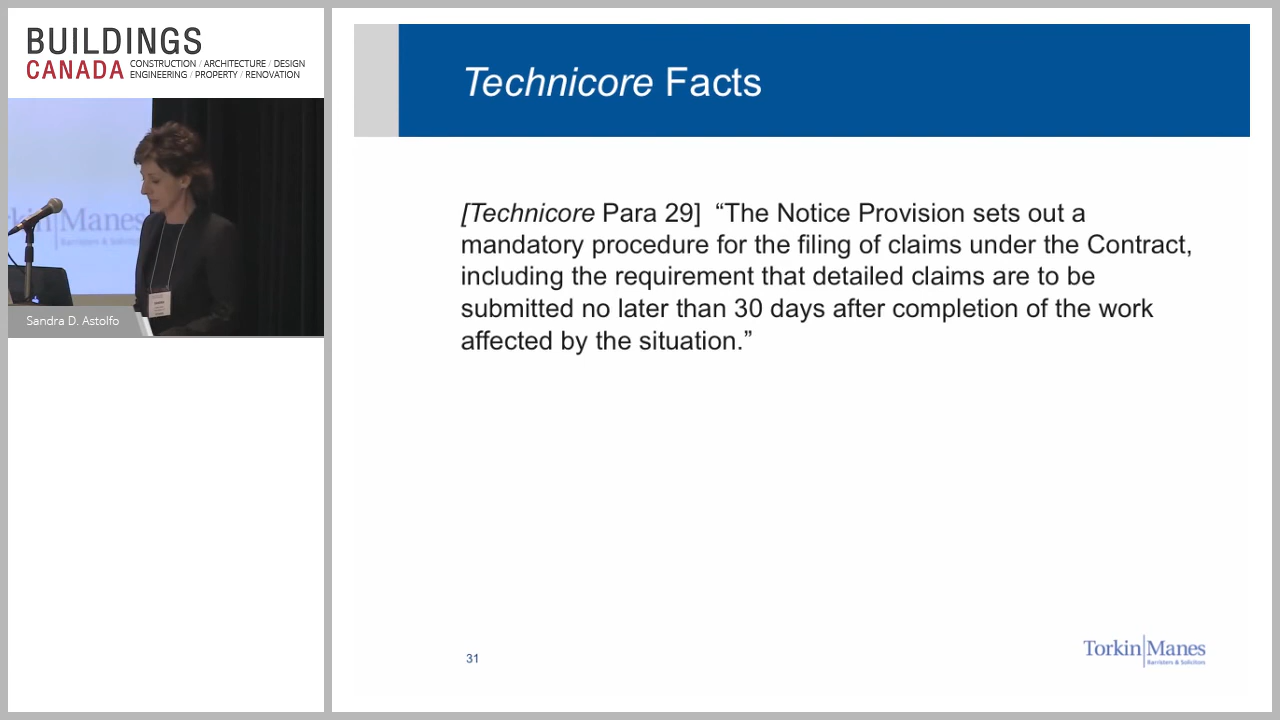 BUILDINGS
CANADA
CONSTRUCTION / ARCHITECTURE / DESIGN
ENGINEERING / PROPERTY / RENOVATION
Manes
Sandra D. Astolfo
Technicore Facts
[Technicore Para 29] “The Notice Provision sets out a
mandatory procedure for the filing of claims under the Contract,
including the requirement that detailed claims are to be
submitted no later than 30 days after completion of the work
affected by the situation.”
31
Torkin Manes
Barristers & Solicitors